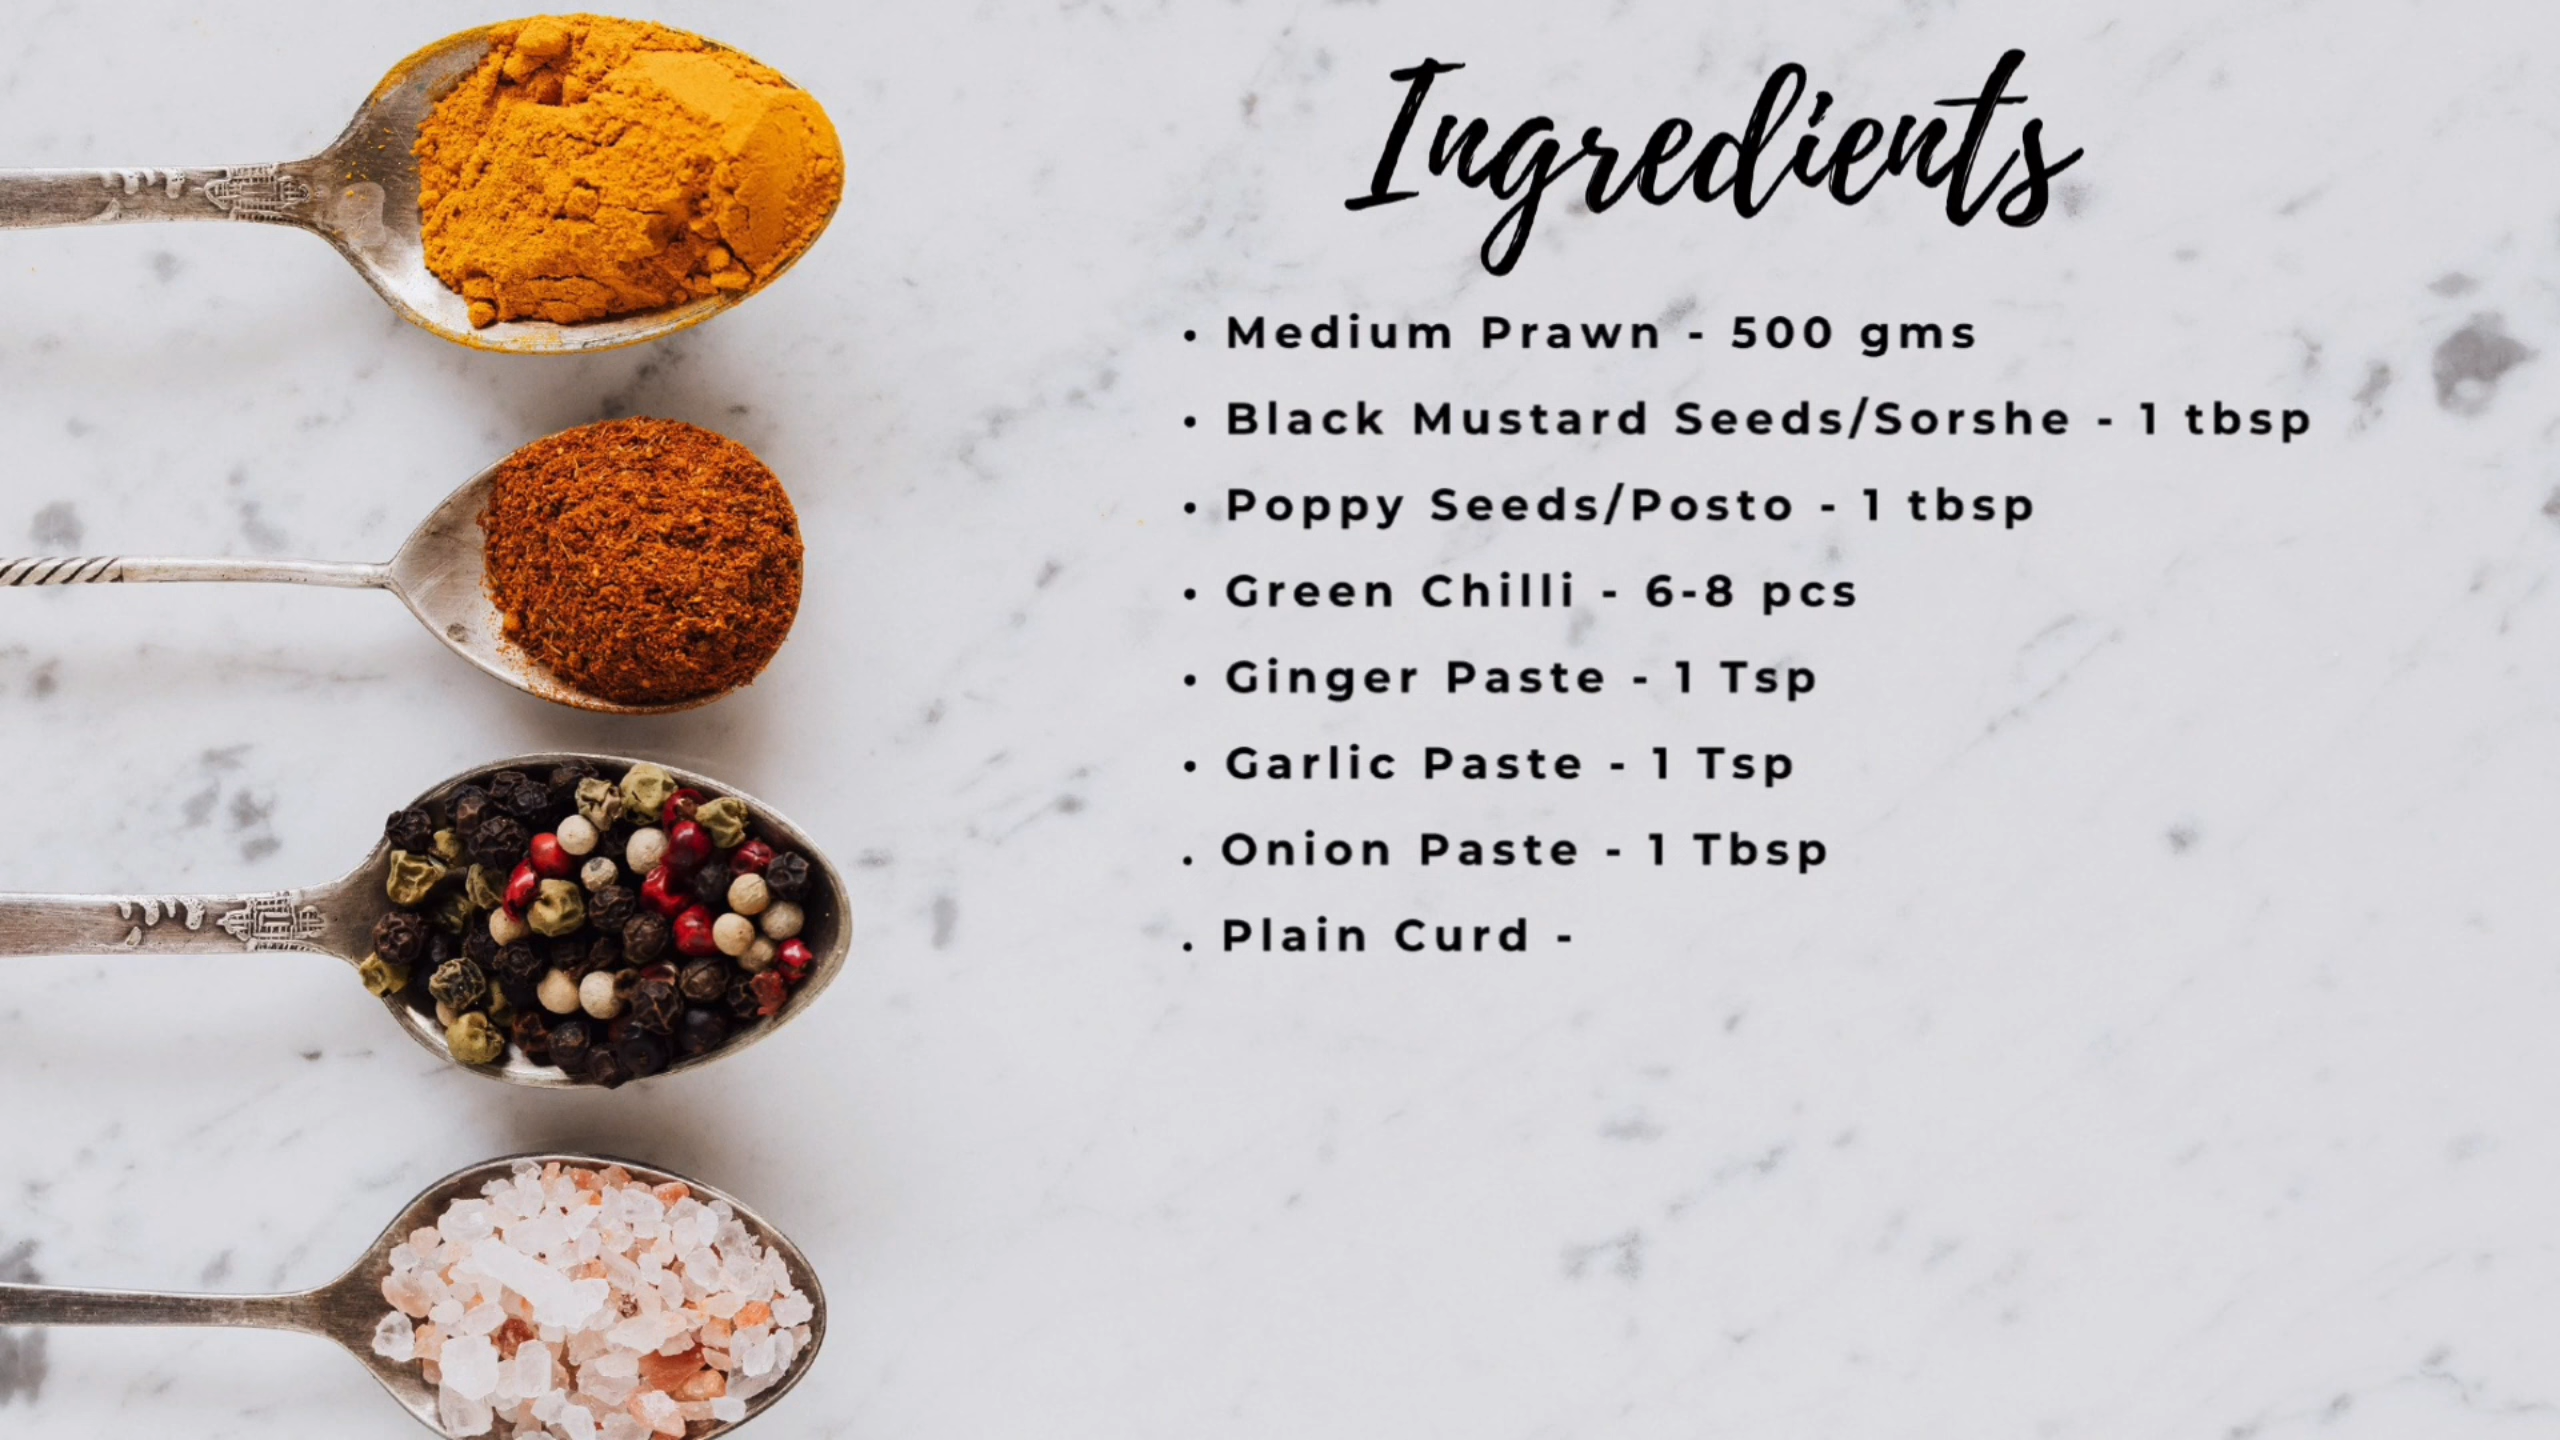 Ingredients
• Medium Prawn - 500 gms
• Black Mustard Seeds/Sorshe - 1 tbsp
• Poppy Seeds/Posto - 1 tbsp
• Green Chilli - 6-8 pcs
• Ginger Paste - 1 Tsp
• Garlic Paste - 1 Tsp
. Onion Paste - 1 Tbsp
. Plain Curd -